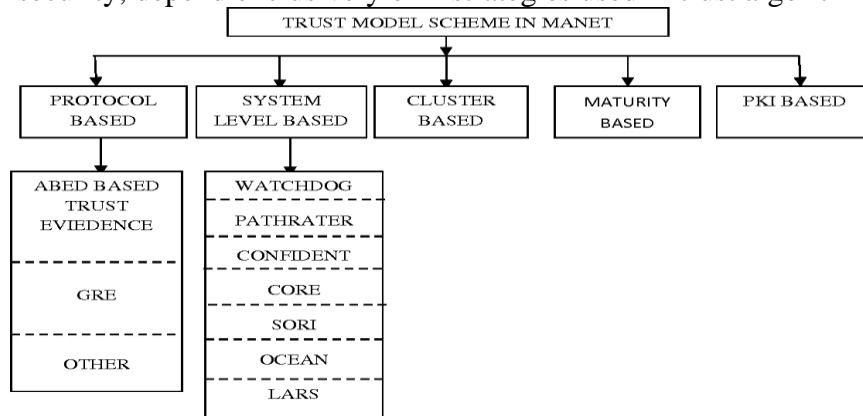 TRUST MODEL SCHEME IN MANET
PROTOCOL
BASED
SYSTEM
LEVEL BASED
CLUSTER
BASED
MATURITY
BASED
PKI BASED
ABED BASED
TRUST
EVIEDENCE
GRE
OTHER
WATCHDOG
PATHRATER
CONFIDENT
CORE
SORI
OCEAN
LARS